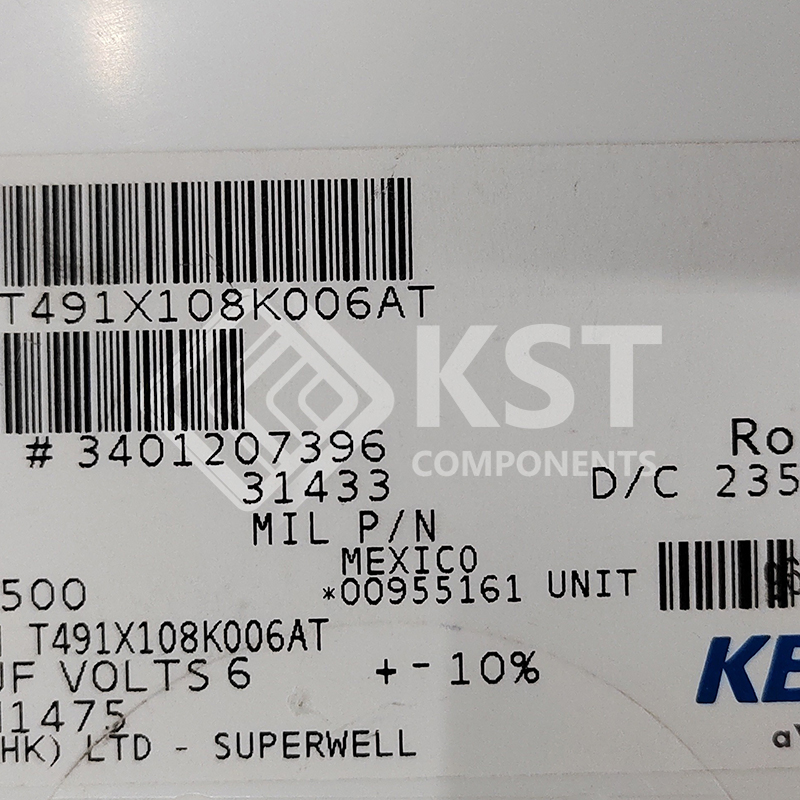 T491X108K006AT
KST
COMPONENTS
# 3401207396
Ro
31433
D/C 235
MIL P/N
MEXICO
500
*00955161 UNIT
T491X108K006AT
UF VOLTS 6 +-10%
1475
KE
(HK) LTD - SUPERWELL